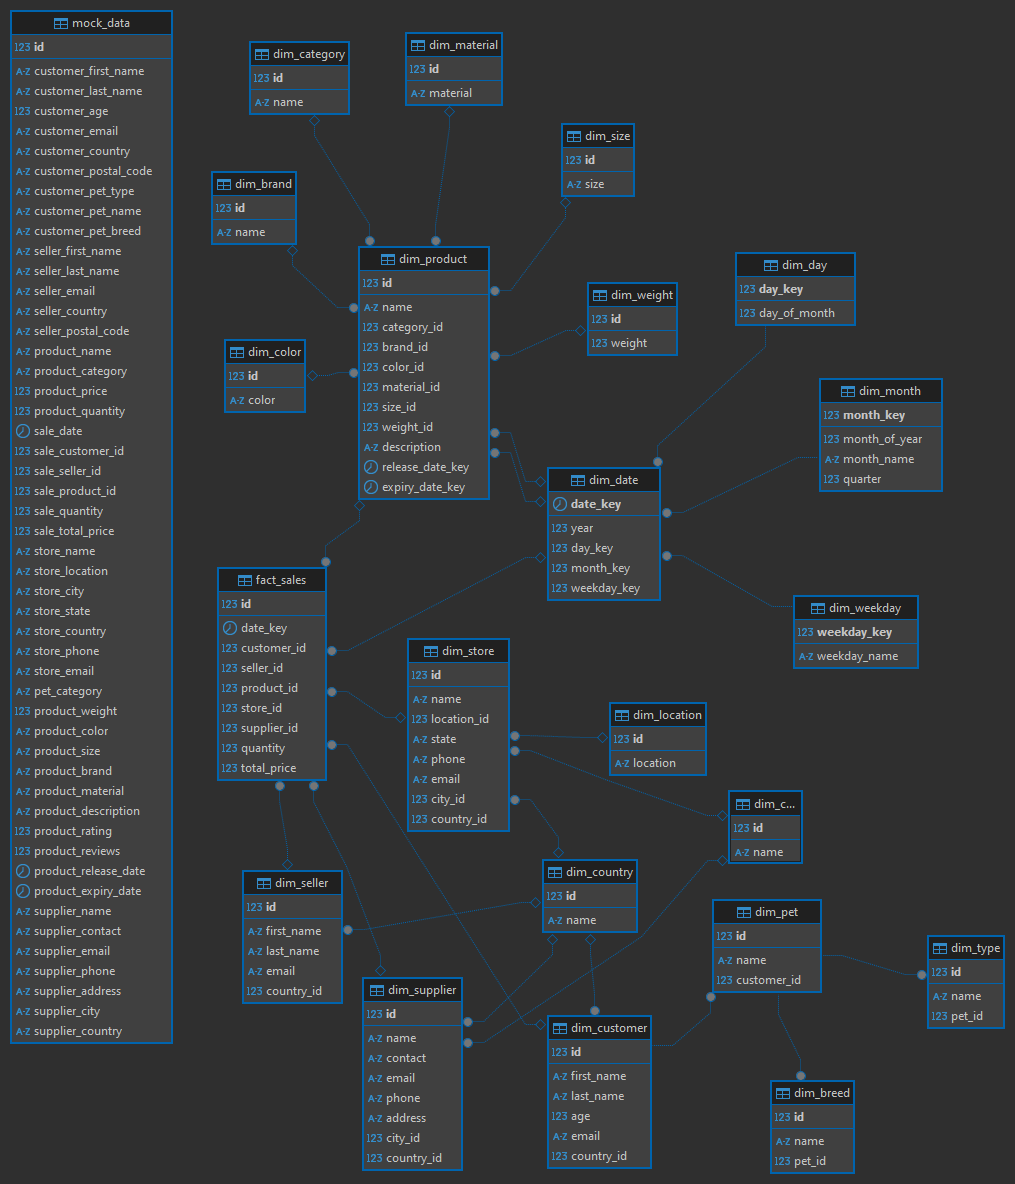 mock_data
123 id
A-Z customer_first_name
A-Z customer_last_name
123 customer_age
A-Z customer_email
A-Z customer_country
A-Z customer_postal_code
A-Z customer_pet_type
A-Z customer_pet_name
A-Z customer_pet_breed
A-Z seller_first_name
A-Z seller_last_name
A-Z seller_email
A-Z seller_country
A-Z seller_postal_code
A-Z product_name
A-Z product_category
123 product_price
123 product_quantity
sale_date
123 sale_customer_id
123 sale_seller_id
123 sale_product_id
123 sale_quantity
123 sale_total_price
A-Z store_name
A-Z store_location
A-Z store_city
A-Z store_state
A-Z store_country
A-Z store_phone
A-Z store_email
A-Z pet_category
123 product_weight
A-Z product_color
A-Z product_size
A-Z product_brand
A-Z product_material
A-Z product_description
123 product_rating
123 product_reviews
product_release_date
product_expiry_date
A-Z supplier_name
A-Z supplier_contact
A-Z supplier_email
A-Z supplier_phone
A-Z supplier_address
A-Z supplier_city
A-Z supplier_country
dim_category
123 id
A-Z name
dim_material
123 id
A-Z material
dim_size
123 id
A-Z size
dim_brand
123 id
A-Z name
dim_product
123 id
A-Z name
123 category_id
123 brand_id
123 color_id
123 material_id
123 size_id
123 weight_id
A-Z description
release_date_key
expiry_date_key
dim_weight
123 id
123 weight
dim_color
123 id
A-Z color
dim_day
123 day_key
123 day_of_month
dim_month
123 month_key
123 month_of_year
A-Z month_name
123 quarter
dim_date
date_key
123 year
123 day_key
123 month_key
123 weekday_key
dim_weekday
123 weekday_key
A-Z weekday_name
fact_sales
123 id
date_key
123 customer_id
123 seller_id
123 product_id
123 store_id
123 supplier_id
123 quantity
123 total_price
dim_store
123 id
A-Z name
123 location_id
A-Z state
A-Z phone
A-Z email
123 city_id
123 country_id
dim_location
123 id
A-Z location
dim_c...
123 id
A-Z name
dim_country
123 id
A-Z name
dim_seller
123 id
A-Z first_name
A-Z last_name
A-Z email
123 country_id
dim_supplier
123 id
A-Z name
A-Z contact
A-Z email
A-Z phone
A-Z address
123 city_id
123 country_id
dim_customer
123 id
A-Z first_name
A-Z last_name
123 age
A-Z email
123 country_id
dim_pet
123 id
A-Z name
123 customer_id
dim_type
123 id
A-Z name
123 pet_id
dim_breed
123 id
A-Z name
123 pet_id